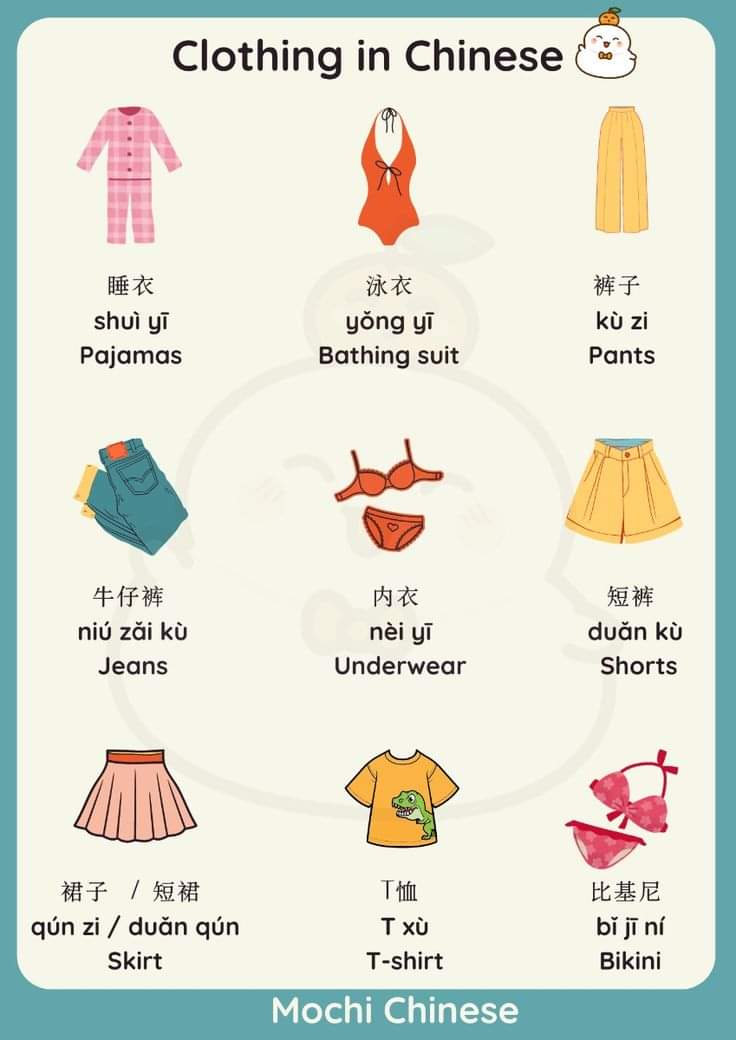 Clothing in Chinese
睡衣
shuì yī
Pajamas
泳衣
yǒng yī
Bathing suit
裤子
kù zi
Pants
牛仔裤
niú zǎi kù
Jeans
内衣
nèi yī
Underwear
短裤
duǎn kù
Shorts
裙子 / 短裙
qún zi / duǎn qún
Skirt
T恤
T xù
T-shirt
比基尼
bǐ jī ní
Bikini
Mochi Chinese